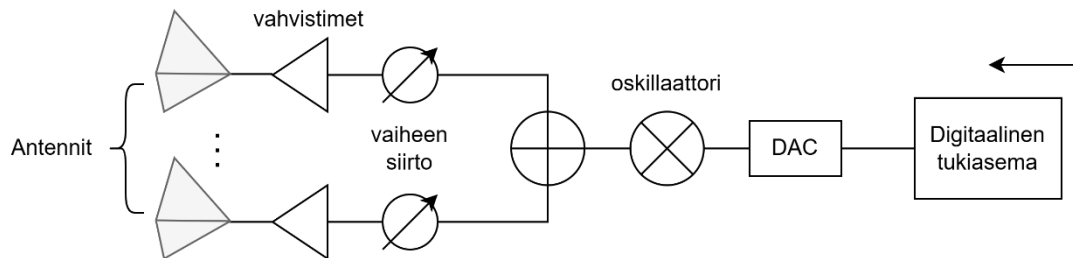 vahvistimet
oskillaattori
Antennit
vaiheen
siirto
DAC
Digitaalinen
tukiasema